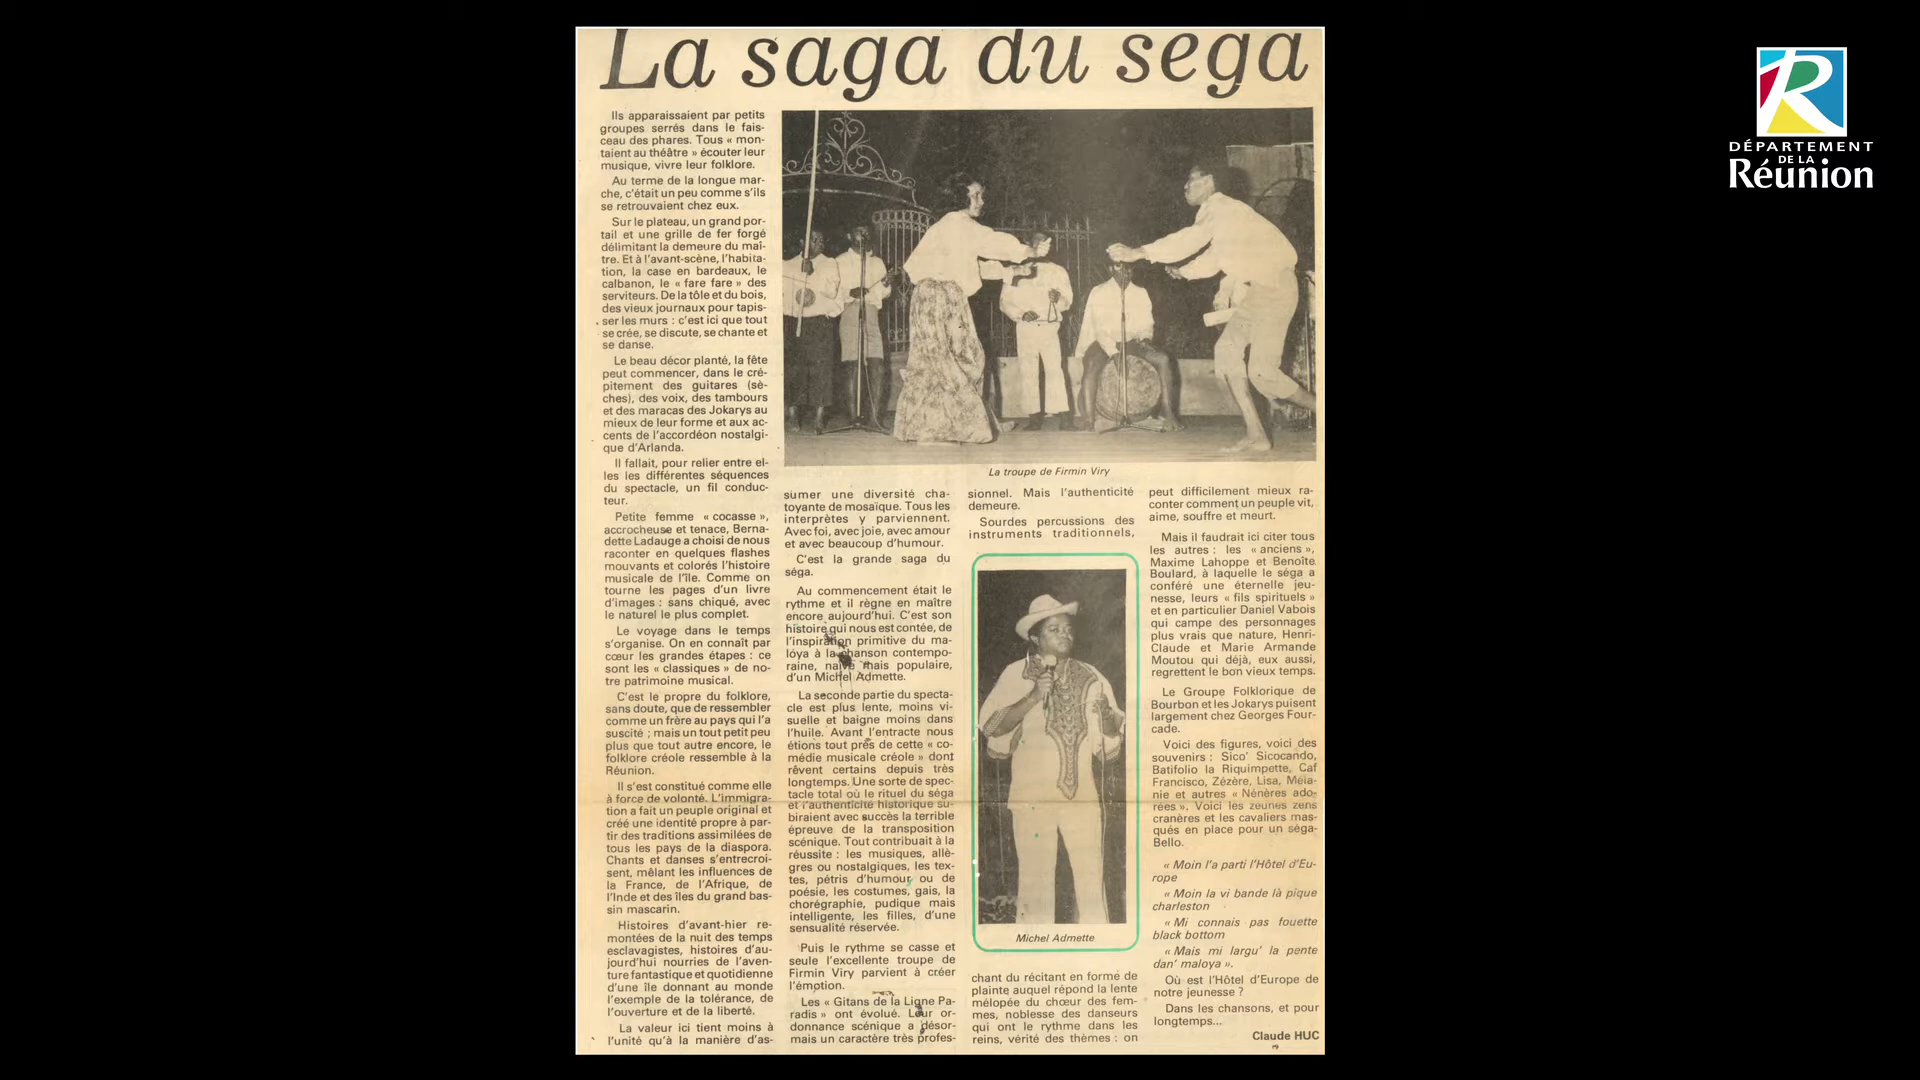 La saga du sega
Ils apparaissaient par petits
groupes serrés dans le fais-
ceau des phares. Tous « mon-
taient au théâtre » écouter leur
musique, vivre leur folklore.
Au terme de la longue mar-
che, c'était un peu comme s'ils
se retrouvaient chez eux.
Sur le plateau, un grand por-
tail et une grille de fer forgé
délimitant la demeure du maî-
tre. Et à l'avant-scène, l'habita-
tion, la case en bardeaux, le
calbanon, le « fare fare » des
serviteurs. De la tôle et du bois,
des vieux journaux pour tapis-
ser les murs : c'est ici que tout
se crée, se discute, se chante et
se danse.
Le beau décor planté, la fête
peut commencer, dans le cré-
pitement des guitares (sè-
ches), des voix, des tambours
et des maracas des Jokarys au
mieux de leur forme et aux ac-
cents de l'accordéon nostalgi-
que d'Arlanda.
Il fallait, pour relier entre el-
les les différentes séquences
du spectacle, un fil conduc-
teur.
Petite femme « cocasse »,
accrocheuse et tenace, Berna-
dette Ladauge a choisi de nous
raconter en quelques flashes
mouvants et colorés l'histoire
musicale de l'île. Comme on
tourne les pages d'un livre
d'images : sans chiqué, avec
le naturel le plus complet.
Le voyage dans le temps
s'organise. On en connaît par
cœur les grandes étapes : ce
sont les « classiques » de no-
tre patrimoine musical.
C'est le propre du folklore,
sans doute, que de ressembler
comme un frère au pays qui l'a
suscité ; mais un tout petit peu
plus que tout autre encore, le
folklore créole ressemble à la
Réunion.
Il s'est constitué comme elle
à force de volonté. L'immigra-
tion a fait un peuple original et
créé une identité propre à par-
tir des traditions assimilées de
tous les pays de la diaspora.
Chants et danses s'entrecroi-
sent, mêlant les influences de
la France, de l'Afrique, de
l'Inde et des îles du grand bas-
sin mascarin.
Histoires d'avant-hier re-
montées de la nuit des temps
esclavagistes, histoires d'au-
jourd'hui nourries de l'aven-
ture fantastique et quotidienne
d'une île donnant au monde
l'exemple de la tolérance, de
l'ouverture et de la liberté.
La valeur ici tient moins à
l'unité qu'à la manière d'as-
La troupe de Firmin Viry
sumer une diversité cha-
toyante de mosaïque. Tous les
interprètes y parviennent.
Avec foi, avec joie, avec amour
et avec beaucoup d'humour.
C'est la grande saga du
séga.
Au commencement était le
rythme et il règne en maître
encore aujourd'hui. C'est son
histoire qui nous est contée, de
l'inspiration primitive du ma-
lóya à la chanson contempo-
raine, naïve mais populaire,
d'un Michel Admette.
La seconde partie du specta-
cle est plus lente, moins vi-
suelle et baigne moins dans
l'huile. Avant l'entracte nous
étions tout près de cette « co-
médie musicale créole » dont
rêvent certains depuis très
longtemps. Une sorte de spec-
tacle total où le rituel du séga
et l'authenticité historique su-
biraient avec succès la terrible
épreuve de la transposition
scénique. Tout contribuait à la
réussite : les musiques, allè-
gres ou nostalgiques, les tex-
tes, pétris d'humour ou de
poésie, les costumes, gais, la
chorégraphie, pudique mais
intelligente, les filles, d'une
sensualité réservée.
Puis le rythme se casse et
seule l'excellente troupe de
Firmin Viry parvient à créer
l'émotion.
Les « Gitans de la Ligne Pa-
radis » ont évolué. Leur or-
donnance scénique a désor-
mais un caractère très profes-
sionnel. Mais l'authenticité
demeure.
Sourdes percussions des
instruments traditionnels,
Michel Admette
chant du récitant en forme de
plainte auquel répond la lente
mélopée du chœur des fem-
mes, noblesse des danseurs
qui ont le rythme dans les
reins, vérité des thèmes : on
peut difficilement mieux ra-
conter comment un peuple vit,
aime, souffre et meurt.
Mais il faudrait ici citer tous
les autres : les « anciens »,
Maxime Lahoppe et Benoîte
Boulard, à laquelle le séga a
conféré une éternelle jeu-
nesse, leurs « fils spirituels »
et en particulier Daniel Vabois
qui campe des personnages
plus vrais que nature, Henri-
Claude et Marie Armande
Moutou qui déjà, eux aussi,
regrettent le bon vieux temps.
Le Groupe Folklorique de
Bourbon et les Jokarys puisent
largement chez Georges Four-
cade.
Voici des figures, voici des
souvenirs : Sico' Sicocando,
Batifolio la Riquimpette, Caf
Francisco, Zézère, Lisa, Méla-
nie et autres « Nénères ado-
rées ». Voici les zeunes zens
cranères et les cavaliers mas-
qués en place pour un séga-
Bello.
« Moin l'a parti l'Hôtel d'Eu-
rope
« Moin la vi bande là pique
charleston
« Mi connais pas fouette
black bottom
« Mais mi largu' la pente
dan' maloya ».
Où est l'Hôtel d'Europe de
notre jeunesse ?
Dans les chansons, et pour
longtemps...
Claude HUC
DÉPARTEMENT
DE LA
Réunion